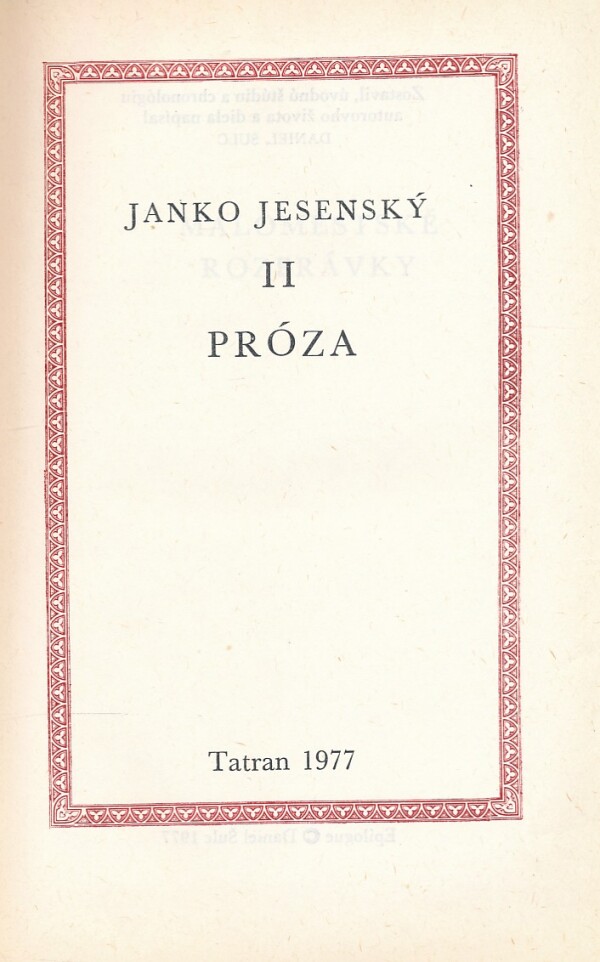 JANKO JESENSKÝ
II
PRÓZA
Tatran 1977